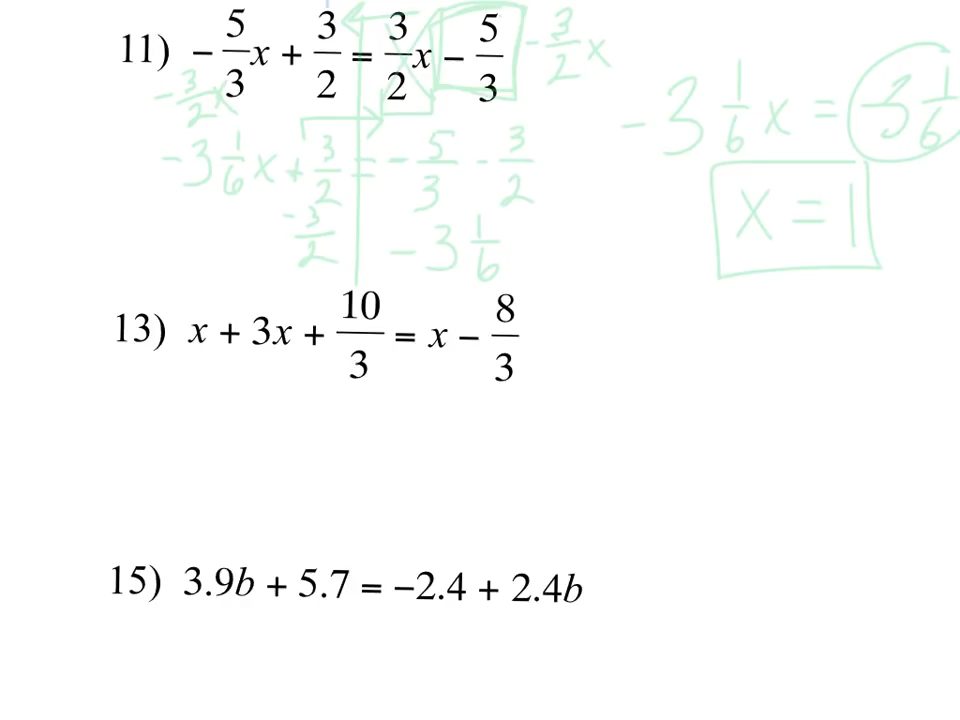 11) −5/3x + 3/2 = 3/2x − 5/3 − 3/2x
− 3/2x
−3 1/6x + 3/2 = − 5/3 − 3/2
− 3/2 − 3 1/6
− 3 1/6x = −3 1/6
x = 1
13) x + 3x + 10/3 = x − 8/3
15) 3.9b + 5.7 = −2.4 + 2.4b